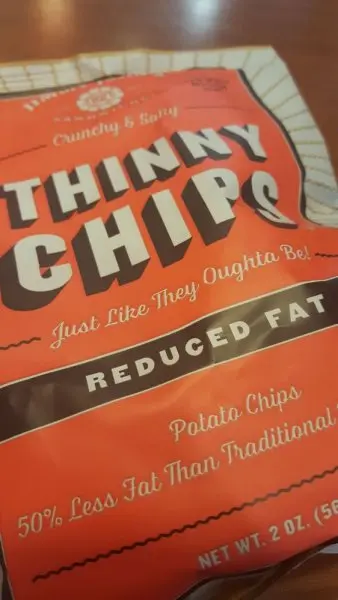 Crunchy & Salty
THINNY
CHIPS
Just Like They Oughta Be!
REDUCED FAT
Potato Chips
50% Less Fat Than Traditional
NET WT. 2 OZ. (56